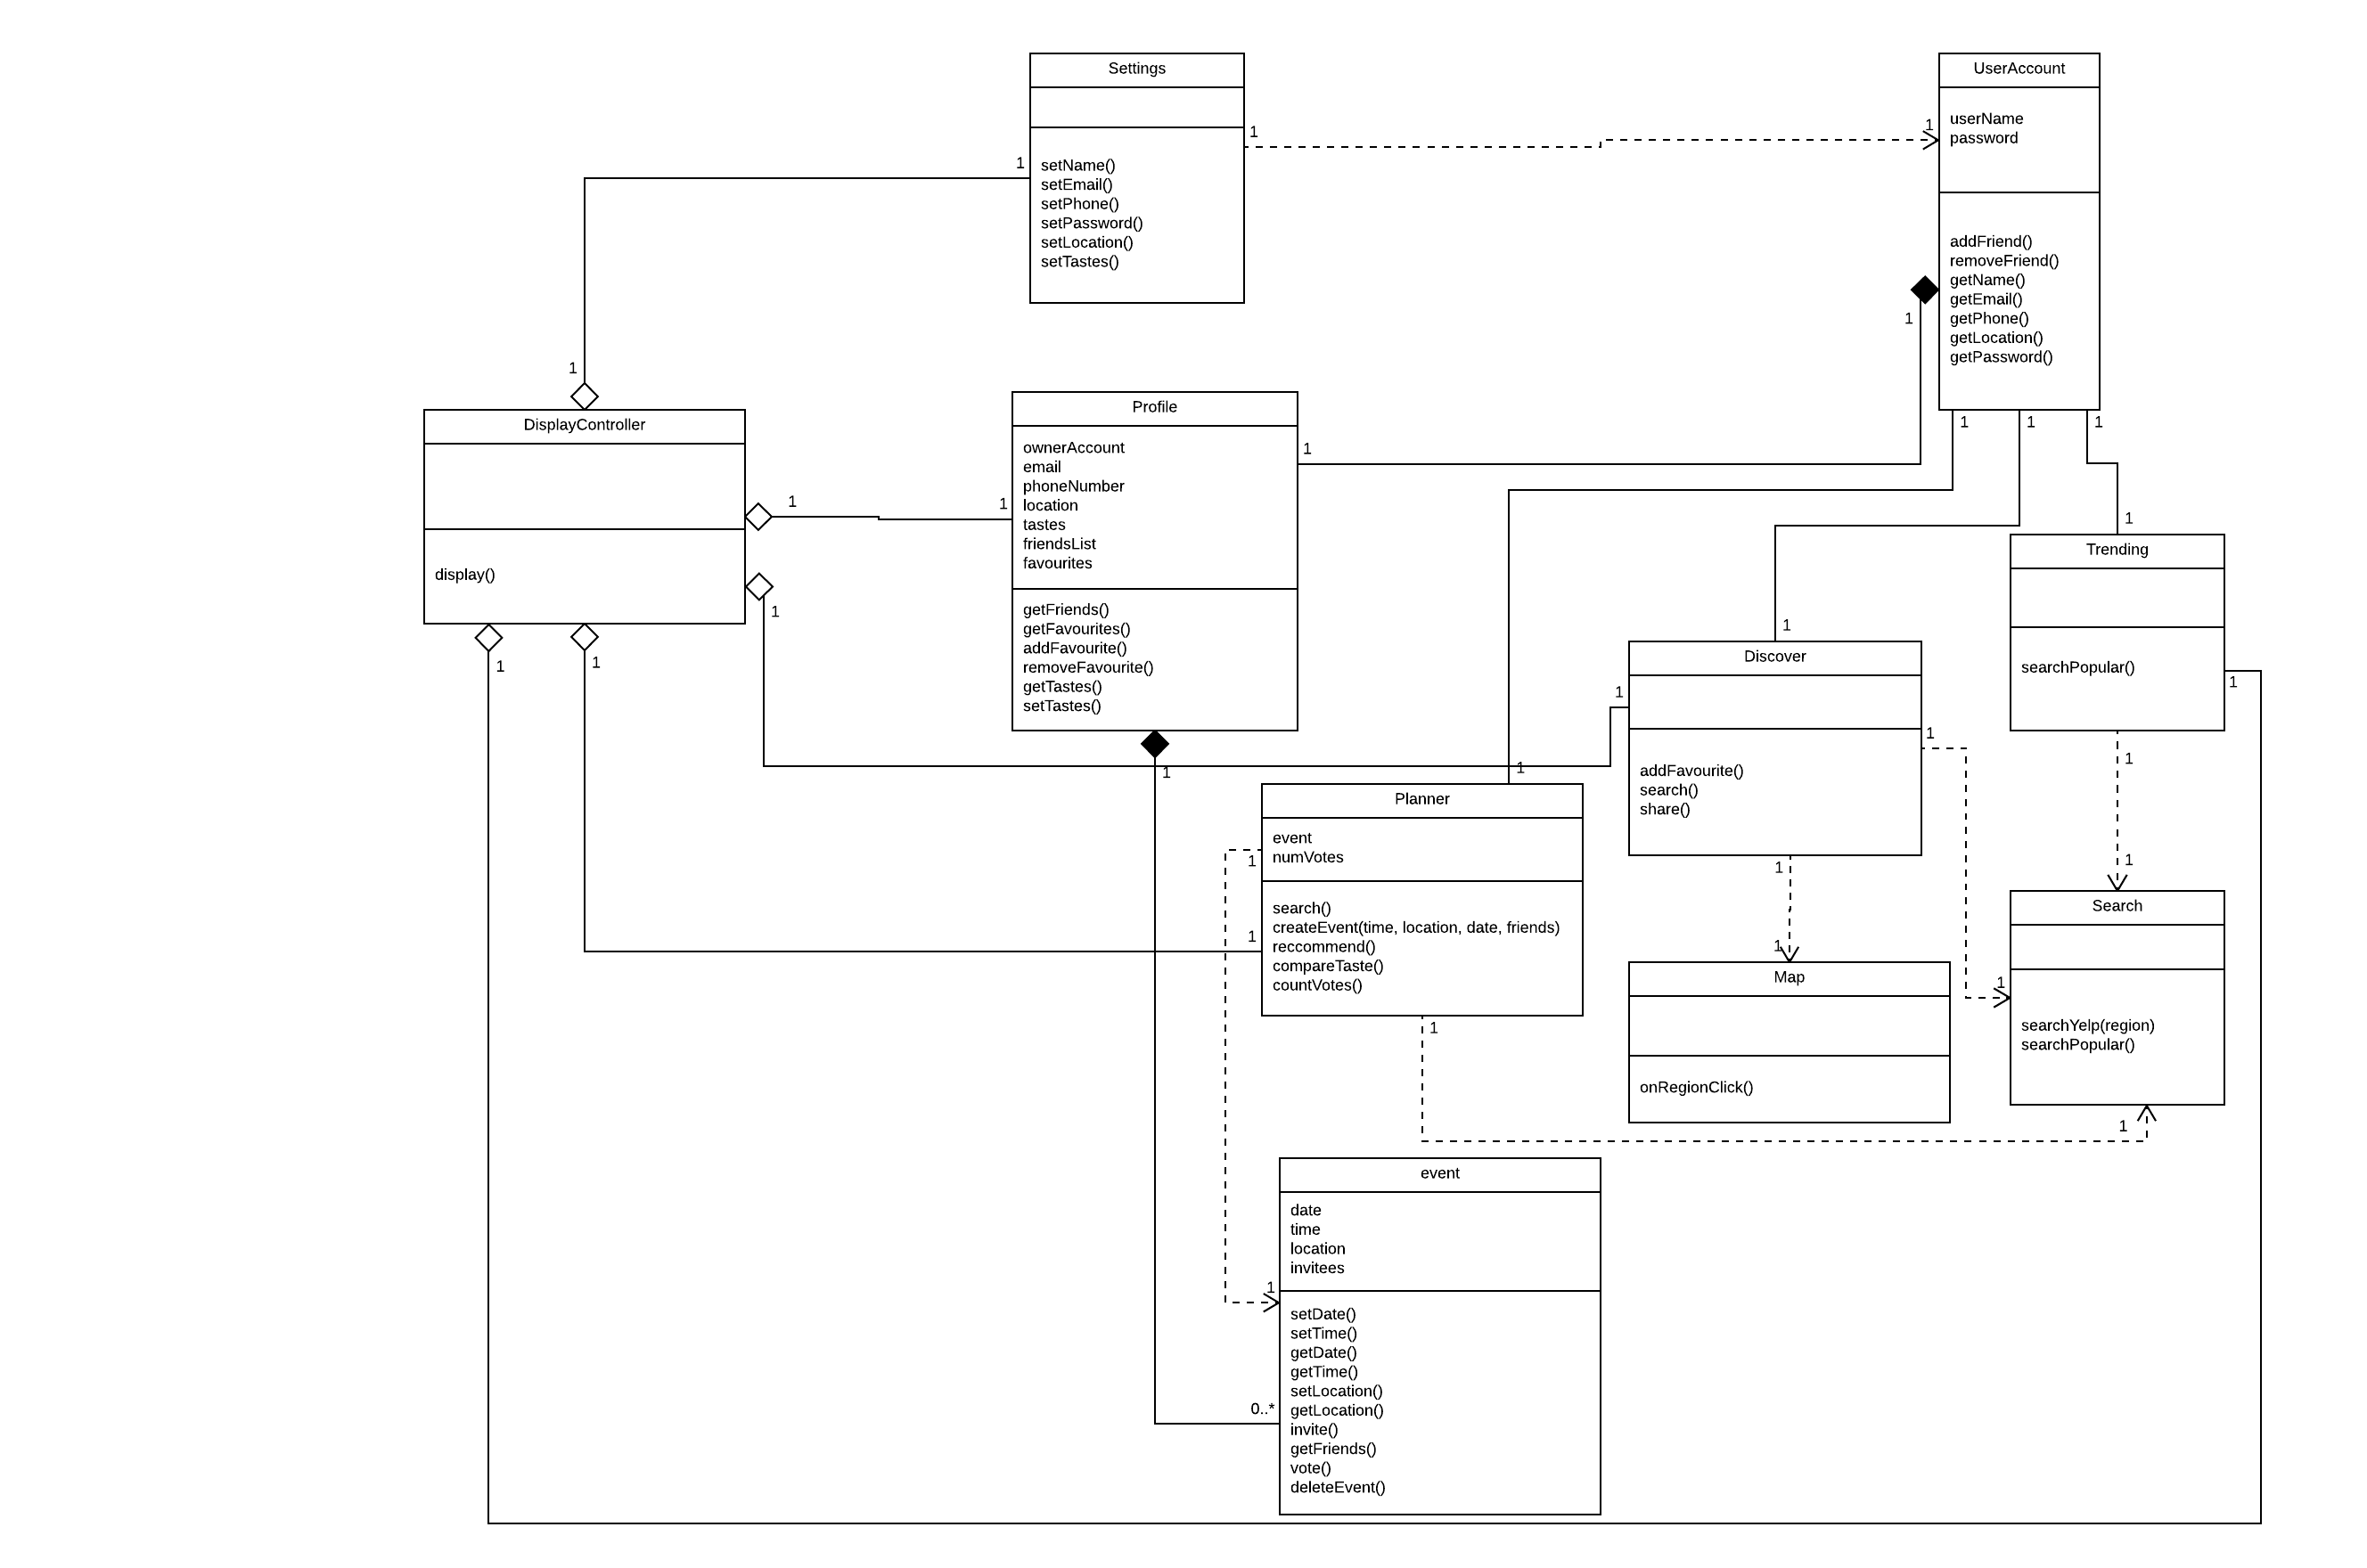 Settings
setName()
setEmail()
setPhone()
setPassword()
setLocation()
setTastes()
1
1
1
1
UserAccount
userName
password
addFriend()
removeFriend()
getName()
getEmail()
getPhone()
getLocation()
getPassword()
1
1
1
1
DisplayController
display()
1
1
1
1
Profile
ownerAccount
email
phoneNumber
location
tastes
friendsList
favourites
getFriends()
getFavourites()
addFavourite()
removeFavourite()
getTastes()
setTastes()
1
1
1
Trending
searchPopular()
1
1
1
Discover
addFavourite()
search()
share()
1
1
1
1
Planner
event
numVotes
search()
createEvent(time, location, date, friends)
reccommend()
compareTaste()
countVotes()
1
1
1
1
Map
onRegionClick()
1
Search
searchYelp(region)
searchPopular()
1
1
1
event
date
time
location
invitees
setDate()
setTime()
getDate()
getTime()
setLocation()
getLocation()
invite()
getFriends()
vote()
deleteEvent()
1
0..*